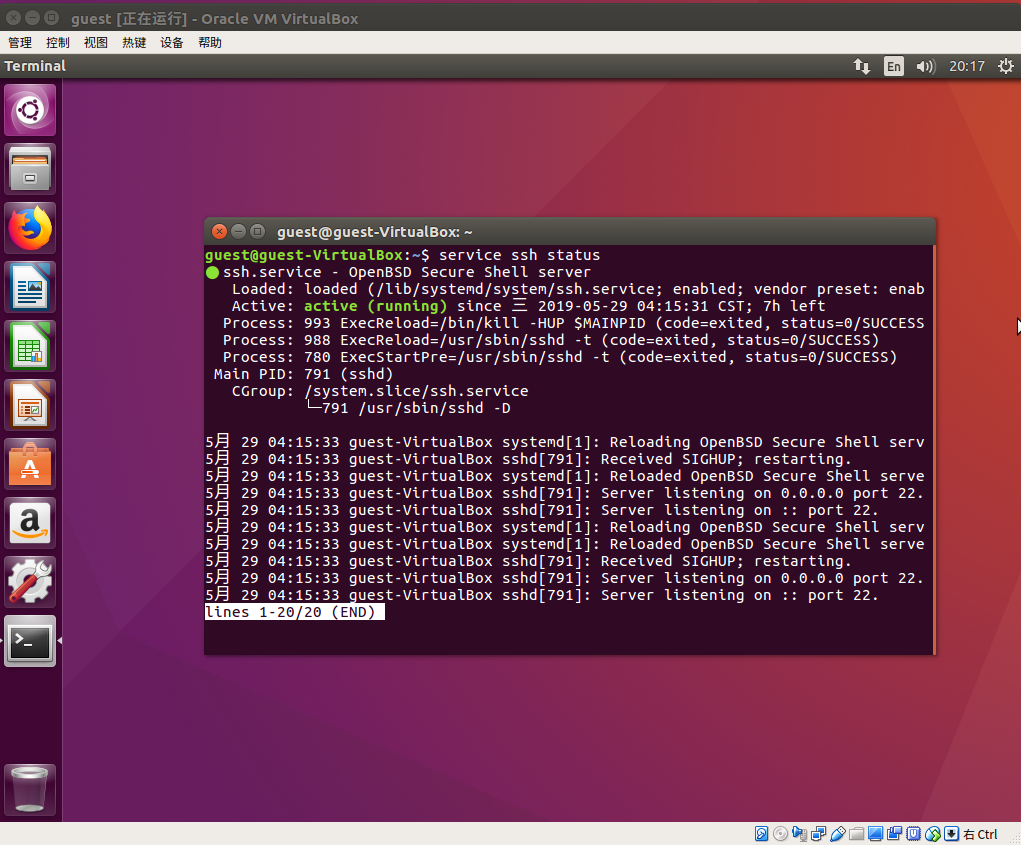 guest [正在运行] - Oracle VM VirtualBox
管理 控制 视图 热键 设备 帮助
Terminal En 20:17
guest@guest-VirtualBox: ~
guest@guest-VirtualBox:~$ service ssh status
● ssh.service - OpenBSD Secure Shell server
Loaded: loaded (/lib/systemd/system/ssh.service; enabled; vendor preset: enab
Active: active (running) since 三 2019-05-29 04:15:31 CST; 7h left
Process: 993 ExecReload=/bin/kill -HUP $MAINPID (code=exited, status=0/SUCCESS
Process: 988 ExecReload=/usr/sbin/sshd -t (code=exited, status=0/SUCCESS)
Process: 780 ExecStartPre=/usr/sbin/sshd -t (code=exited, status=0/SUCCESS)
Main PID: 791 (sshd)
CGroup: /system.slice/ssh.service
└─791 /usr/sbin/sshd -D
5月 29 04:15:33 guest-VirtualBox systemd[1]: Reloading OpenBSD Secure Shell serv
5月 29 04:15:33 guest-VirtualBox sshd[791]: Received SIGHUP; restarting.
5月 29 04:15:33 guest-VirtualBox systemd[1]: Reloaded OpenBSD Secure Shell serve
5月 29 04:15:33 guest-VirtualBox sshd[791]: Server listening on 0.0.0.0 port 22.
5月 29 04:15:33 guest-VirtualBox sshd[791]: Server listening on :: port 22.
5月 29 04:15:33 guest-VirtualBox systemd[1]: Reloading OpenBSD Secure Shell serv
5月 29 04:15:33 guest-VirtualBox systemd[1]: Reloaded OpenBSD Secure Shell serve
5月 29 04:15:33 guest-VirtualBox sshd[791]: Received SIGHUP; restarting.
5月 29 04:15:33 guest-VirtualBox sshd[791]: Server listening on 0.0.0.0 port 22.
5月 29 04:15:33 guest-VirtualBox sshd[791]: Server listening on :: port 22.
lines 1-20/20 (END)
右 Ctrl